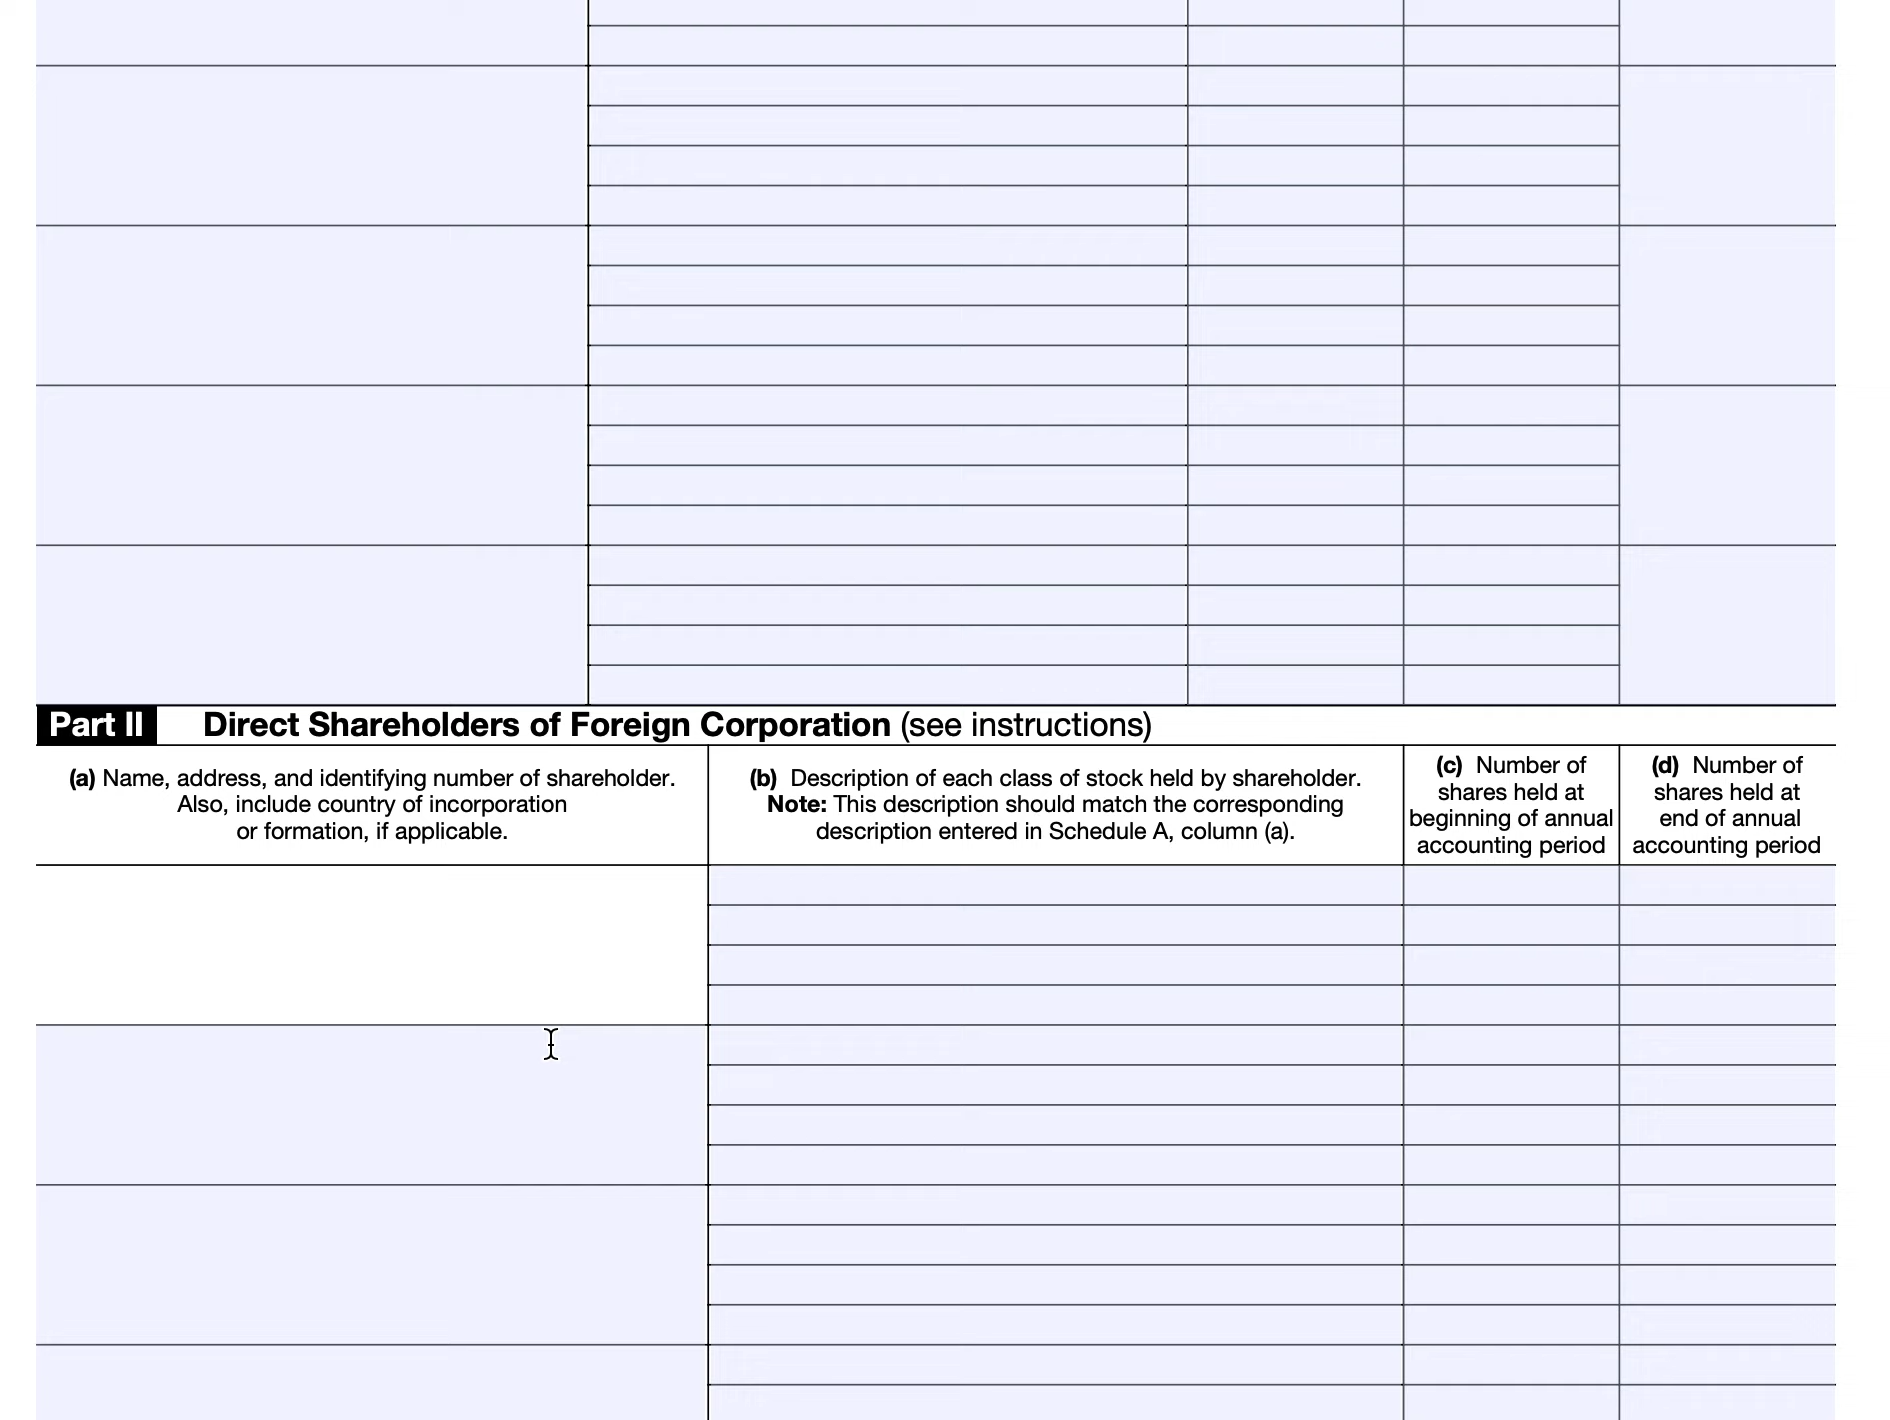 Part II Direct Shareholders of Foreign Corporation (see instructions)
(a) Name, address, and identifying number of shareholder.
Also, include country of incorporation
or formation, if applicable.
(b) Description of each class of stock held by shareholder.
Note: This description should match the corresponding
description entered in Schedule A, column (a).
(c) Number of
shares held at
beginning of annual
accounting period
(d) Number of
shares held at
end of annual
accounting period